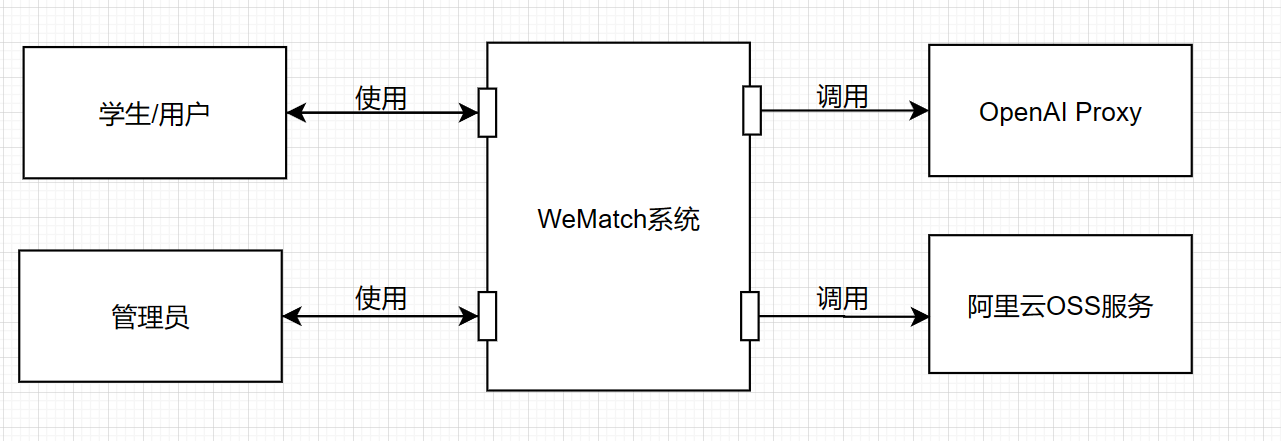 学生/用户
使用
调用
OpenAI Proxy
WeMatch系统
管理员
使用
调用
阿里云OSS服务